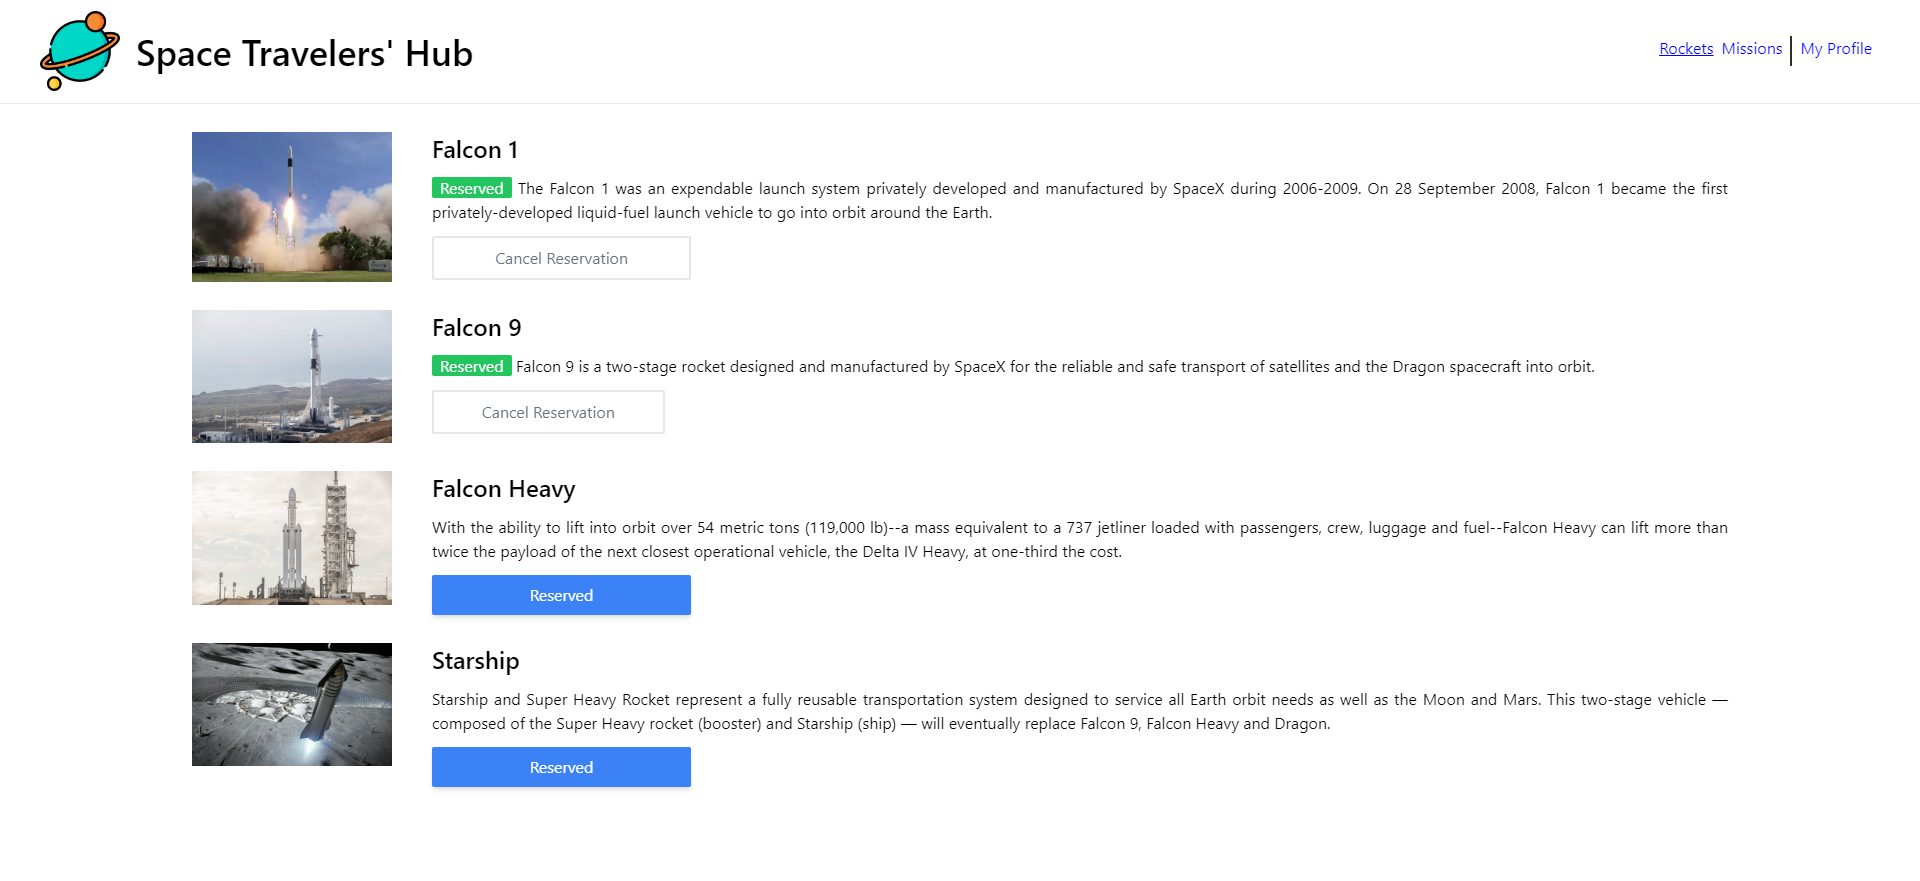 Space Travelers' Hub
Rockets Missions My Profile
Falcon 1
Reserved The Falcon 1 was an expendable launch system privately developed and manufactured by SpaceX during 2006-2009. On 28 September 2008, Falcon 1 became the first
privately-developed liquid-fuel launch vehicle to go into orbit around the Earth.
Cancel Reservation
Falcon 9
Reserved Falcon 9 is a two-stage rocket designed and manufactured by SpaceX for the reliable and safe transport of satellites and the Dragon spacecraft into orbit.
Cancel Reservation
Falcon Heavy
With the ability to lift into orbit over 54 metric tons (119,000 lb)--a mass equivalent to a 737 jetliner loaded with passengers, crew, luggage and fuel--Falcon Heavy can lift more than
twice the payload of the next closest operational vehicle, the Delta IV Heavy, at one-third the cost.
Reserved
Starship
Starship and Super Heavy Rocket represent a fully reusable transportation system designed to service all Earth orbit needs as well as the Moon and Mars. This two-stage vehicle —
composed of the Super Heavy rocket (booster) and Starship (ship) — will eventually replace Falcon 9, Falcon Heavy and Dragon.
Reserved